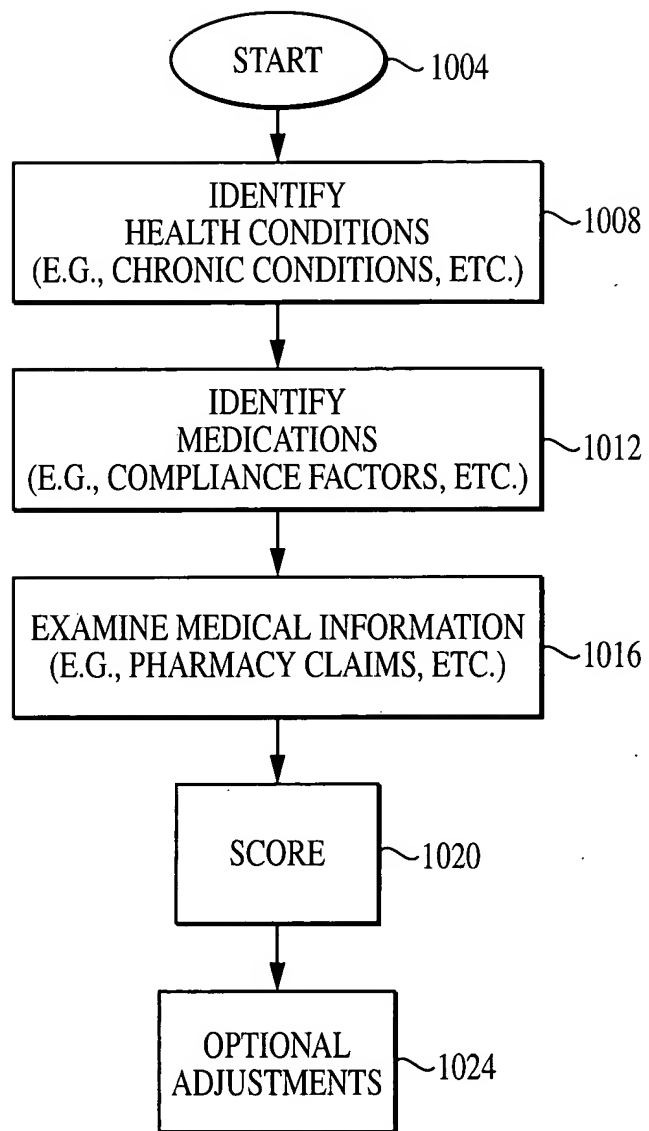 START
1004
IDENTIFY
HEALTH CONDITIONS
(E.G., CHRONIC CONDITIONS, ETC.)
1008
IDENTIFY
MEDICATIONS
(E.G., COMPLIANCE FACTORS, ETC.)
1012
EXAMINE MEDICAL INFORMATION
(E.G., PHARMACY CLAIMS, ETC.)
1016
SCORE
1020
OPTIONAL
ADJUSTMENTS
1024